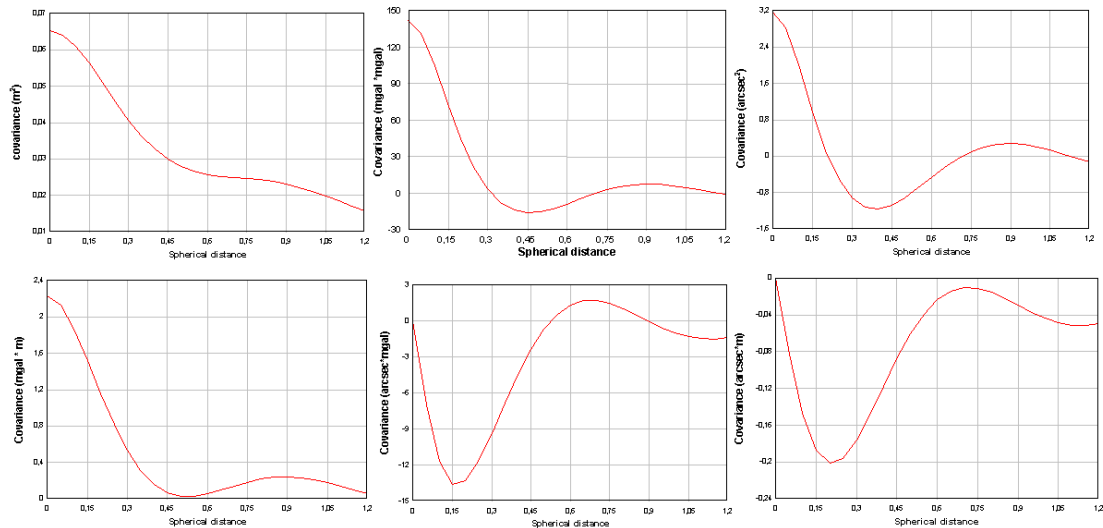 covariance (m²)
0,07
0,06
0,05
0,04
0,03
0,02
0,01
0 0,15 0,3 0,45 0,6 0,75 0,9 1,05 1,2
Spherical distance
Covariance (mgal *mgal)
150
120
90
60
30
0
-30
0 0,15 0,3 0,45 0,6 0,75 0,9 1,05 1,2
Spherical distance
Covariance (arcsec²)
3,2
2,4
1,6
0,8
0
-0,8
-1,6
0 0,15 0,3 0,45 0,6 0,75 0,9 1,05 1,2
Spherical distance
Covariance (mgal * m)
2,4
2
1,6
1,2
0,8
0,4
0
0 0,15 0,3 0,45 0,6 0,75 0,9 1,05 1,2
Spherical distance
Covariance (arcsec*mgal)
3
0
-3
-6
-9
-12
-15
0 0,15 0,3 0,45 0,6 0,75 0,9 1,05 1,2
Spherical distance
Covariance (arcsec*m)
0
-0,04
-0,08
-0,12
-0,16
-0,2
-0,24
0 0,15 0,3 0,45 0,6 0,75 0,9 1,05 1,2
Spherical distance